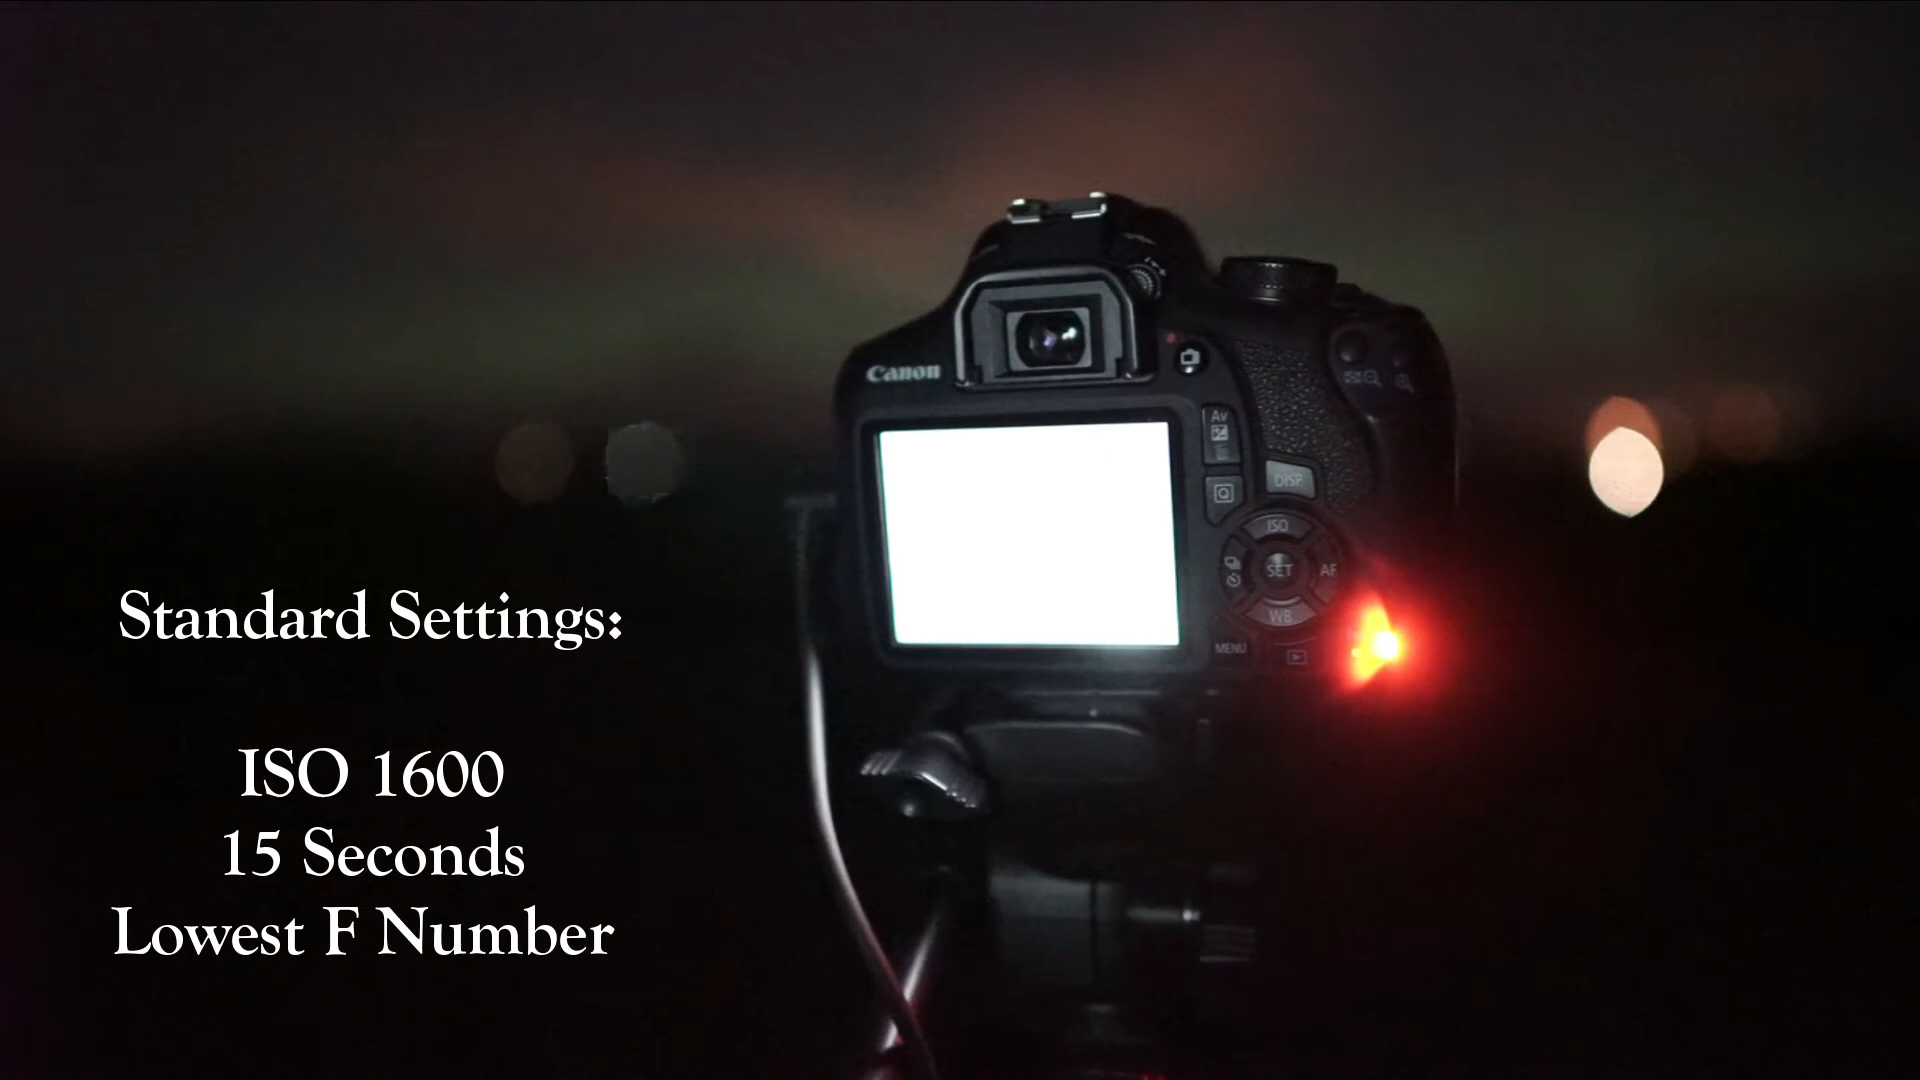 Canon
Av
Q
DISP
ISO
SET
AF
WB
MENU
Standard Settings:
ISO 1600
15 Seconds
Lowest F Number